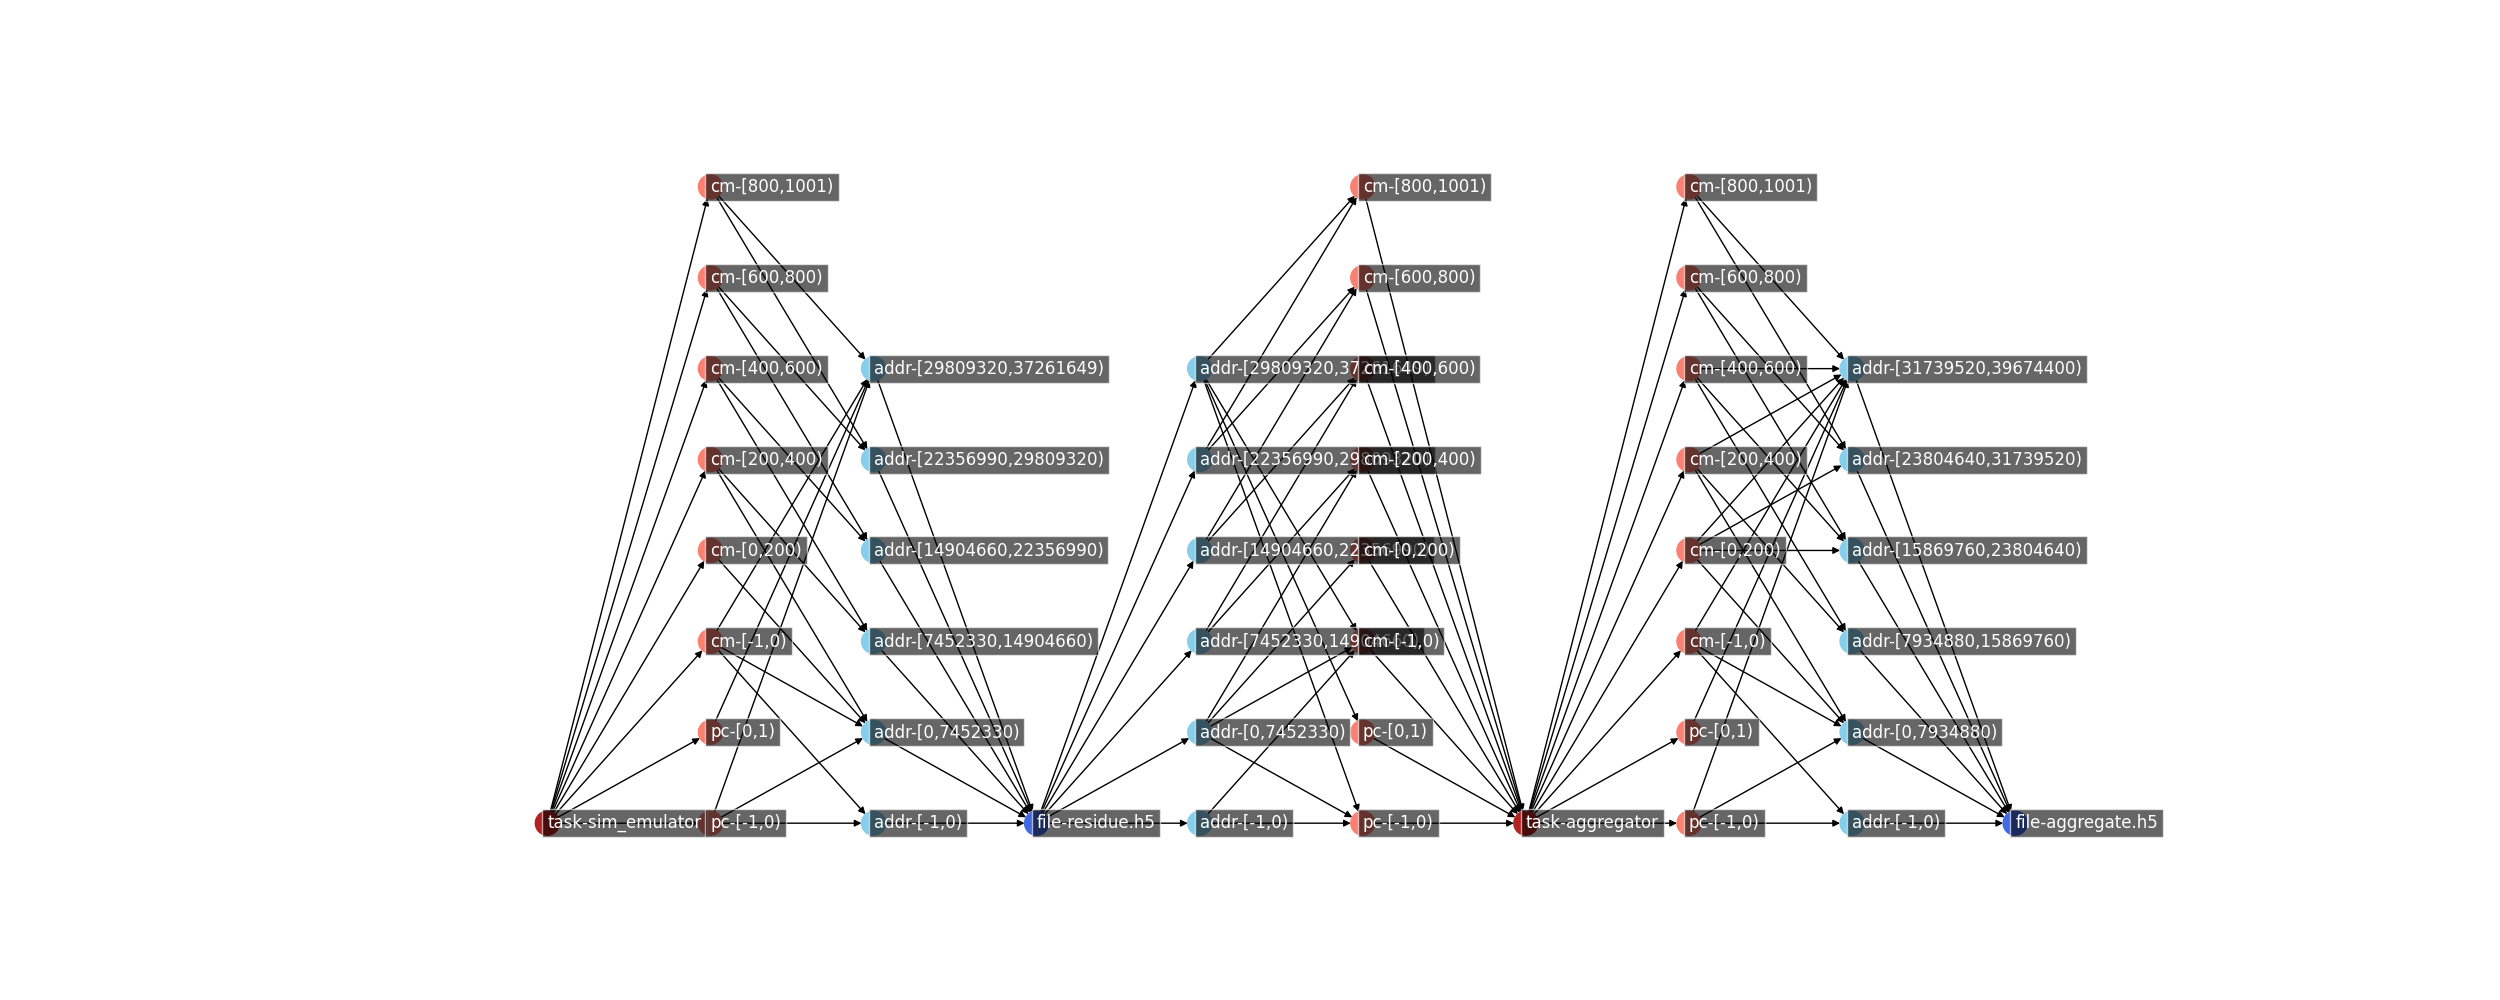 cm-[800,1001)
cm-[600,800)
cm-[400,600)
cm-[200,400)
cm-[0,200)
cm-[-1,0)
pc-[0,1)
task-sim_emulator
pc-[-1,0)
addr-[29809320,37261649)
addr-[22356990,29809320)
addr-[14904660,22356990)
addr-[7452330,14904660)
addr-[0,7452330)
addr-[-1,0)
file-residue.h5
addr-[29809320,37
addr-[22356990,29
addr-[14904660,22
addr-[7452330,149
addr-[0,7452330)
addr-[-1,0)
cm-[800,1001)
cm-[600,800)
cm-[400,600)
cm-[200,400)
cm-[0,200)
cm-[-1,0)
pc-[0,1)
pc-[-1,0)
task-aggregator
cm-[800,1001)
cm-[600,800)
cm-[400,600)
cm-[200,400)
cm-[0,200)
cm-[-1,0)
pc-[0,1)
pc-[-1,0)
addr-[31739520,39674400)
addr-[23804640,31739520)
addr-[15869760,23804640)
addr-[7934880,15869760)
addr-[0,7934880)
addr-[-1,0)
file-aggregate.h5